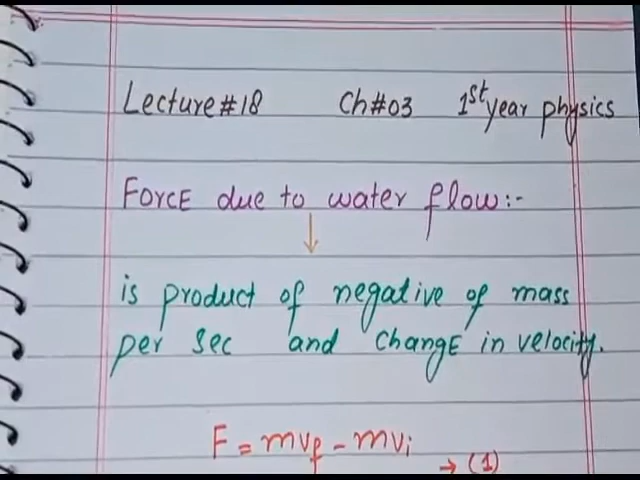 Lecture#18 Ch#03 1st year physics
Force due to water flow:-
↓
is product of negative of mass
per sec and change in velocity.
F = mvf - mvi
→ (1)